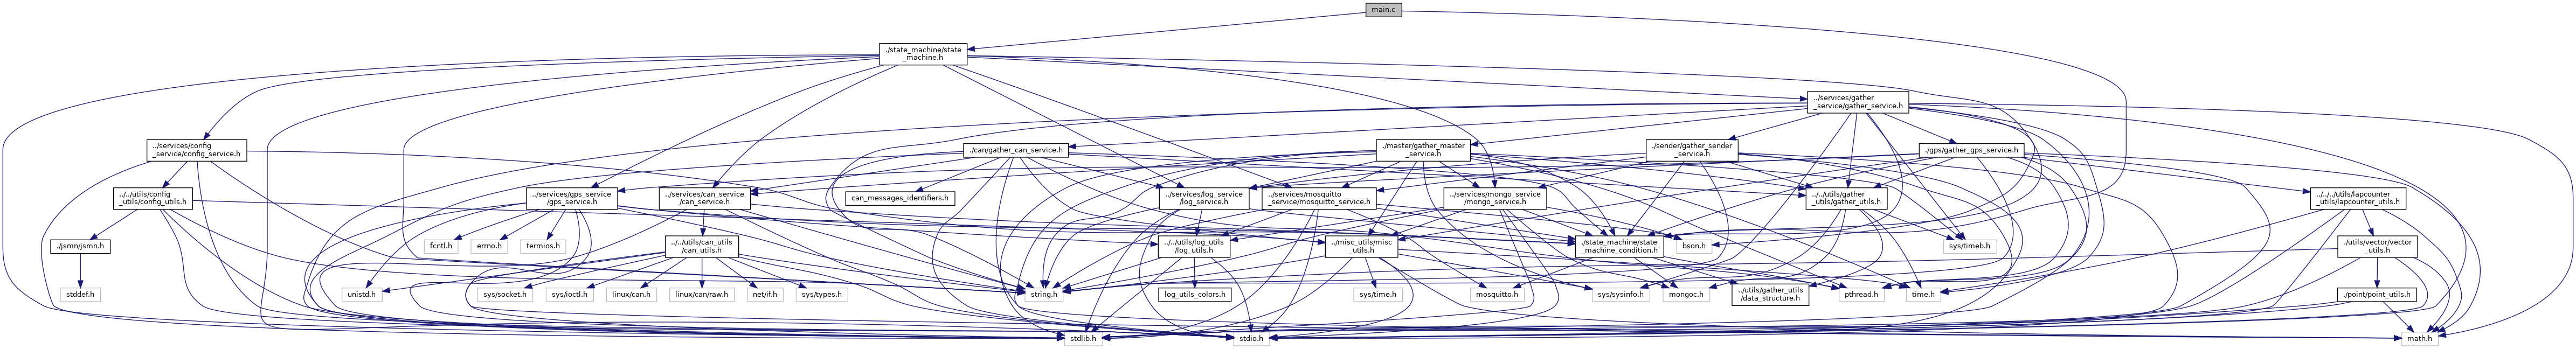 main.c
./state_machine/state
_machine.h
../services/gather
_service/gather_service.h
../services/config
_service/config_service.h
./can/gather_can_service.h
./master/gather_master
_service.h
./sender/gather_sender
_service.h
./gps/gather_gps_service.h
../../utils/config
_utils/config_utils.h
../services/gps_service
/gps_service.h
../services/can_service
/can_service.h
can_messages_identifiers.h
../services/log_service
/log_service.h
../services/mosquitto
_service/mosquitto_service.h
../services/mongo_service
/mongo_service.h
../../utils/gather
_utils/gather_utils.h
../../../utils/lapcounter
_utils/lapcounter_utils.h
./jsmn/jsmn.h
fcntl.h
errno.h
termios.h
../../utils/can_utils
/can_utils.h
../../utils/log_utils
/log_utils.h
../misc_utils/misc
_utils.h
./state_machine/state
_machine_condition.h
bson.h
sys/timeb.h
./utils/vector/vector
_utils.h
stddef.h
unistd.h
sys/socket.h
sys/ioctl.h
linux/can.h
linux/can/raw.h
net/if.h
sys/types.h
string.h
log_utils_colors.h
sys/time.h
mosquitto.h
sys/sysinfo.h
mongoc.h
../utils/gather_utils
/data_structure.h
pthread.h
time.h
./point/point_utils.h
stdlib.h
stdio.h
math.h